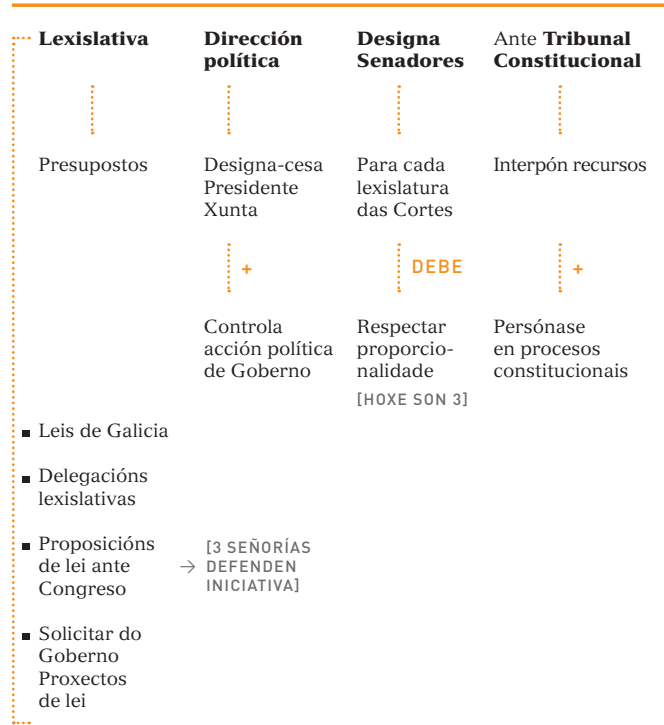 Lexislativa
Presupostos
Dirección
política
Designa-cesa
Presidente
Xunta
+
Controla
acción política
de Goberno
Designa
Senadores
Para cada
lexislatura
das Cortes
DEBE
Respectar
proporcio-
nalidade
[HOXE SON 3]
Ante Tribunal
Constitucional
Interpón recursos
+
Persónase
en procesos
constitucionais
Leis de Galicia
Delegacións
lexislativas
Proposicións
de lei ante
Congreso
→ [3 SEÑORÍAS
DEFENDEN
INICIATIVA]
Solicitar do
Goberno
Proxectos
de lei